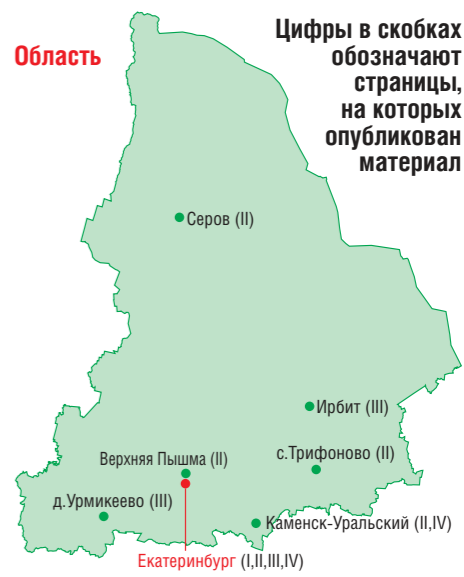 Область
Цифры в скобках
обозначают
страницы,
на которых
опубликован
материал
Серов (II)
Ирбит (III)
Верхняя Пышма (II)
с.Трифоново (II)
д.Урмикеево (III)
Каменск-Уральский (II,IV)
Екатеринбург (I,II,III,IV)